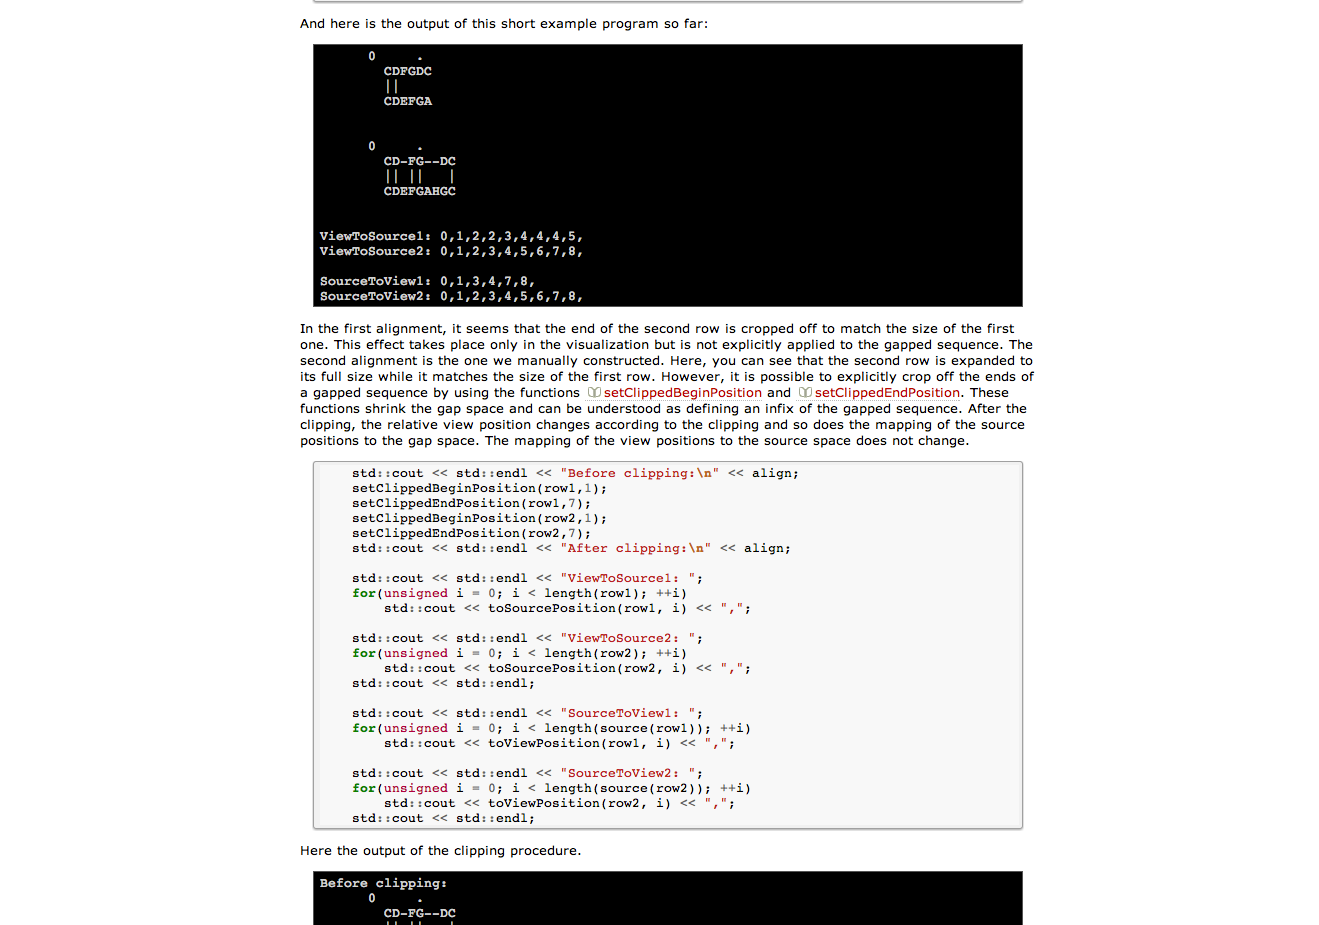 And here is the output of this short example program so far:
0     .
CDFGDC
||
CDEFGA
0     .
CD-FG--DC
|| ||   |
CDEFGAHGC
ViewToSource1: 0,1,2,2,3,4,4,4,5,
ViewToSource2: 0,1,2,3,4,5,6,7,8,
SourceToView1: 0,1,3,4,7,8,
SourceToView2: 0,1,2,3,4,5,6,7,8,
In the first alignment, it seems that the end of the second row is cropped off to match the size of the first
one. This effect takes place only in the visualization but is not explicitly applied to the gapped sequence. The
second alignment is the one we manually constructed. Here, you can see that the second row is expanded to
its full size while it matches the size of the first row. However, it is possible to explicitly crop off the ends of
a gapped sequence by using the functions setClippedBeginPosition and setClippedEndPosition. These
functions shrink the gap space and can be understood as defining an infix of the gapped sequence. After the
clipping, the relative view position changes according to the clipping and so does the mapping of the source
positions to the gap space. The mapping of the view positions to the source space does not change.
std::cout << std::endl << "Before clipping:\n" << align;
setClippedBeginPosition(row1,1);
setClippedEndPosition(row1,7);
setClippedBeginPosition(row2,1);
setClippedEndPosition(row2,7);
std::cout << std::endl << "After clipping:\n" << align;
std::cout << std::endl << "ViewToSource1: ";
for(unsigned i = 0; i < length(row1); ++i)
    std::cout << toSourcePosition(row1, i) << ",";
std::cout << std::endl << "ViewToSource2: ";
for(unsigned i = 0; i < length(row2); ++i)
    std::cout << toSourcePosition(row2, i) << ",";
std::cout << std::endl;
std::cout << std::endl << "SourceToView1: ";
for(unsigned i = 0; i < length(source(row1)); ++i)
    std::cout << toViewPosition(row1, i) << ",";
std::cout << std::endl << "SourceToView2: ";
for(unsigned i = 0; i < length(source(row2)); ++i)
    std::cout << toViewPosition(row2, i) << ",";
std::cout << std::endl;
Here the output of the clipping procedure.
Before clipping:
0     .
CD-FG--DC